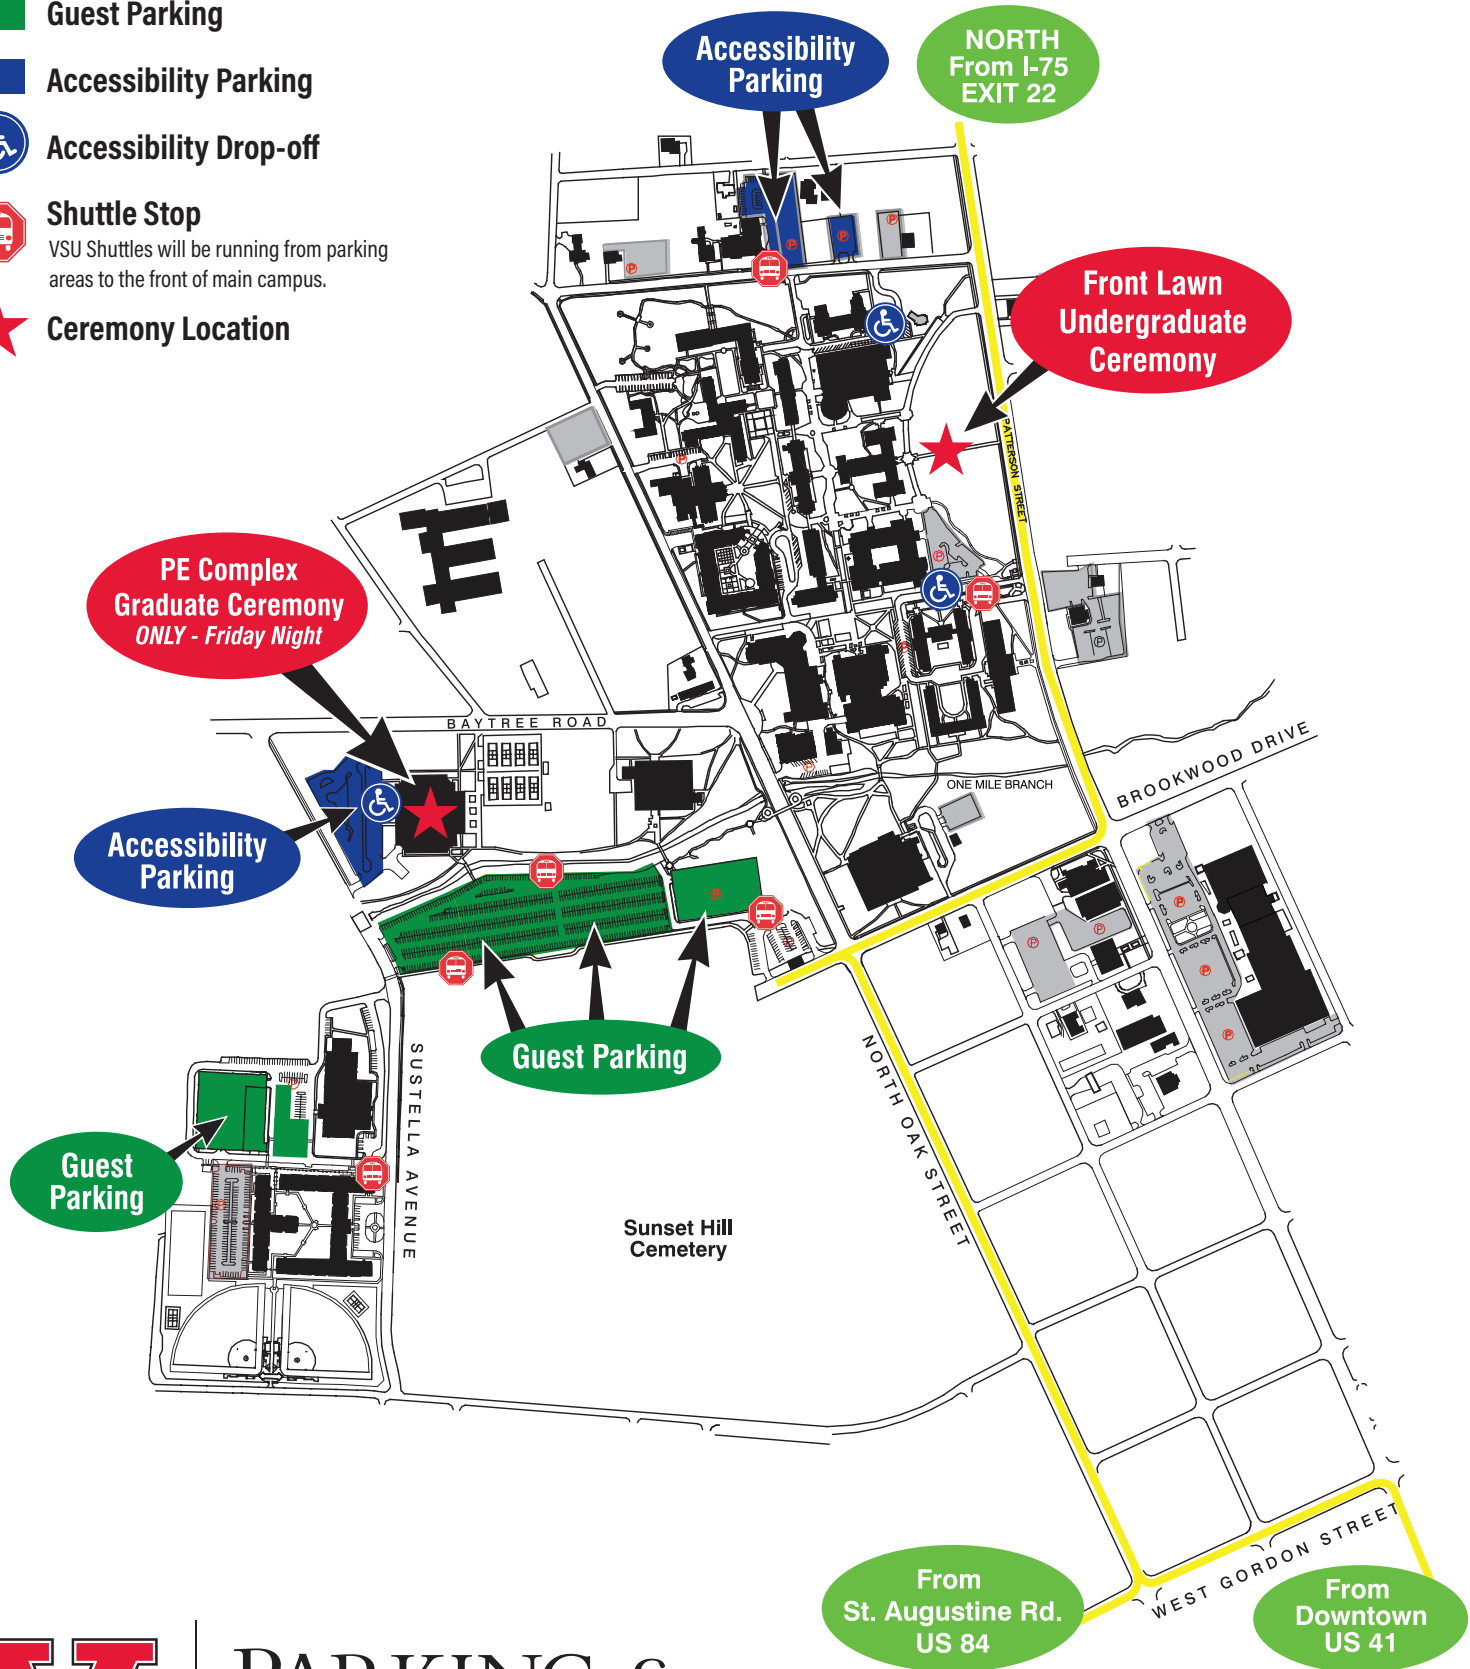 Guest Parking
Accessibility Parking
Accessibility Drop-off
Shuttle Stop
VSU Shuttles will be running from parking
areas to the front of main campus.
Ceremony Location
Accessibility
Parking
NORTH
From I-75
EXIT 22
Front Lawn
Undergraduate
Ceremony
PATTERSON STREET
PE Complex
Graduate Ceremony
ONLY - Friday Night
BAYTREE ROAD
ONE MILE BRANCH
BROOKWOOD DRIVE
Accessibility
Parking
Guest Parking
SUSTELLA AVENUE
NORTH OAK STREET
Guest
Parking
Sunset Hill
Cemetery
WEST GORDON STREET
From
St. Augustine Rd.
US 84
From
Downtown
US 41
PARKING &